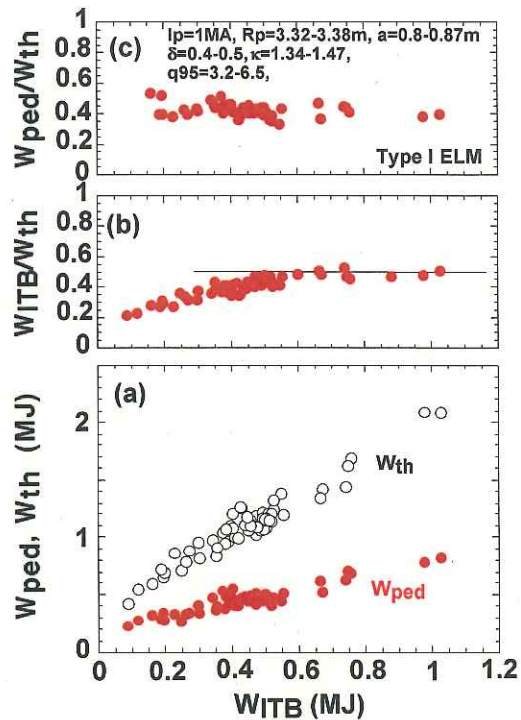 1
0.8
0.6
0.4
0.2
0
Wped/Wth
(c)
Ip=1MA, Rp=3.32-3.38m, a=0.8-0.87m
δ=0.4-0.5,κ=1.34-1.47,
q95=3.2-6.5,
Type I ELM
1
0.8
0.6
0.4
0.2
0
WITB/Wth
(b)
2
1
0
Wped, Wth (MJ)
(a)
Wth
Wped
0 0.2 0.4 0.6 0.8 1 1.2
WITB (MJ)